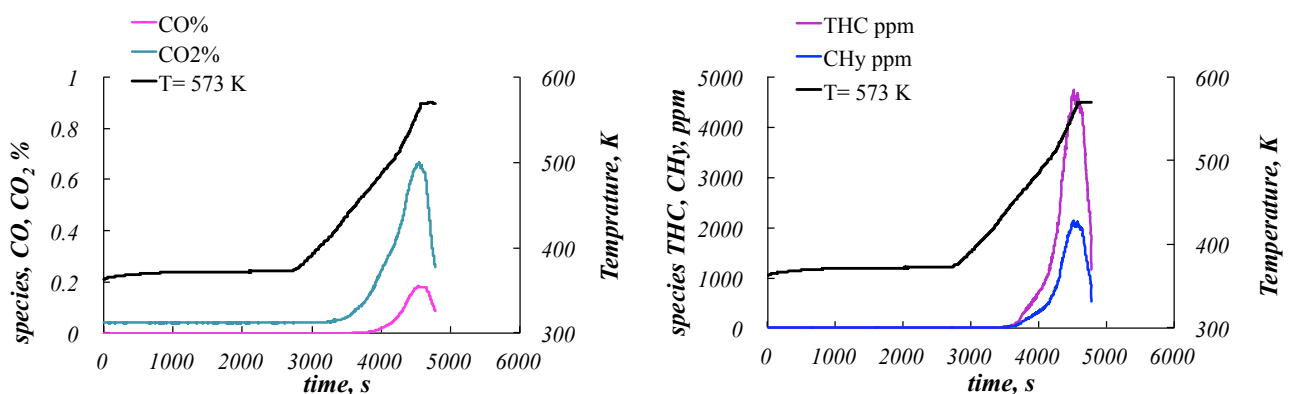 CO%
CO2%
T= 573 K
1
0.8
0.6
0.4
0.2
0
600
500
400
300
0 1000 2000 3000 4000 5000 6000
species, CO, CO₂ %
Temprature, K
time, s
THC ppm
CHy ppm
T= 573 K
5000
4000
3000
2000
1000
0
600
500
400
300
0 1000 2000 3000 4000 5000 6000
species THC, CHy, ppm
Temperature, K
time, s